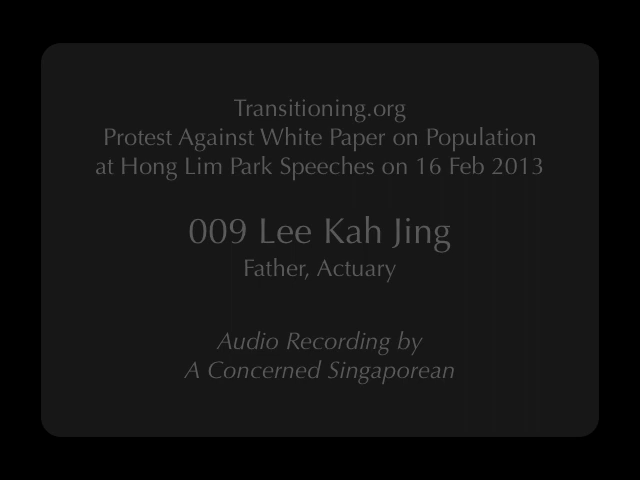 Transitioning.org
Protest Against White Paper on Population
at Hong Lim Park Speeches on 16 Feb 2013
009 Lee Kah Jing
Father, Actuary
Audio Recording by
A Concerned Singaporean